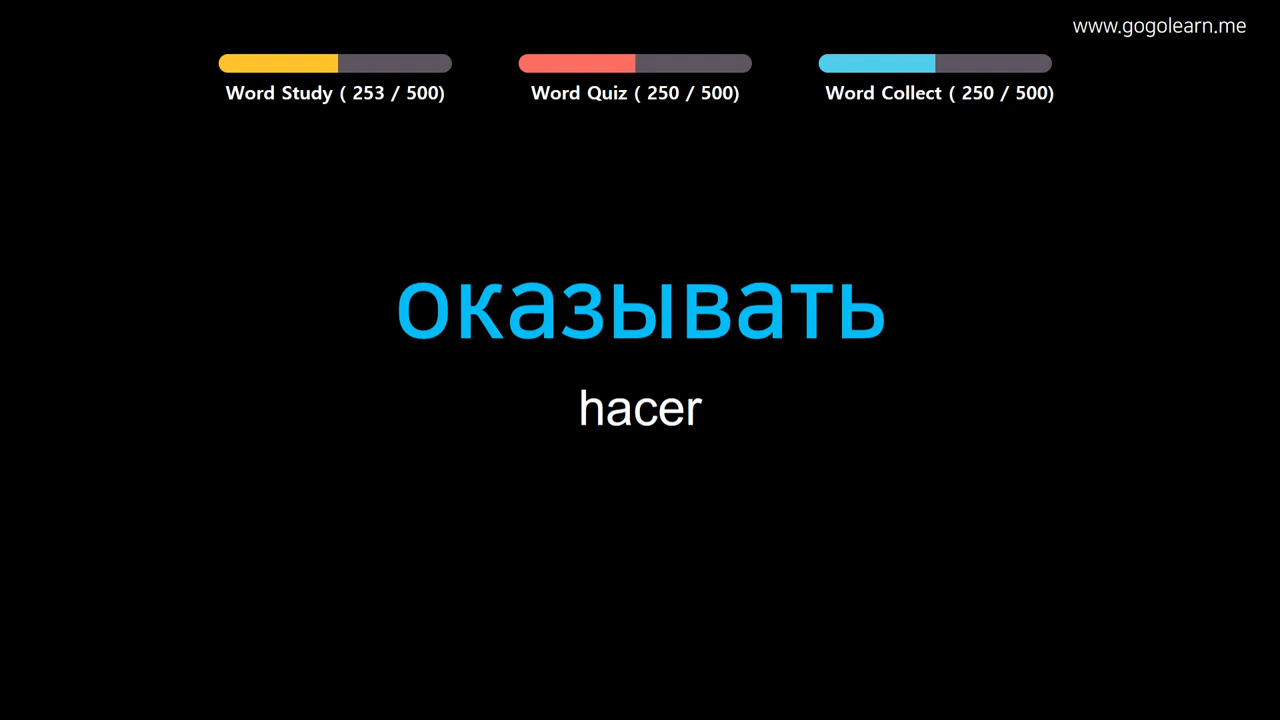 www.gogolearn.me
Word Study ( 253 / 500)
Word Quiz ( 250 / 500)
Word Collect ( 250 / 500)
оказывать
hacer